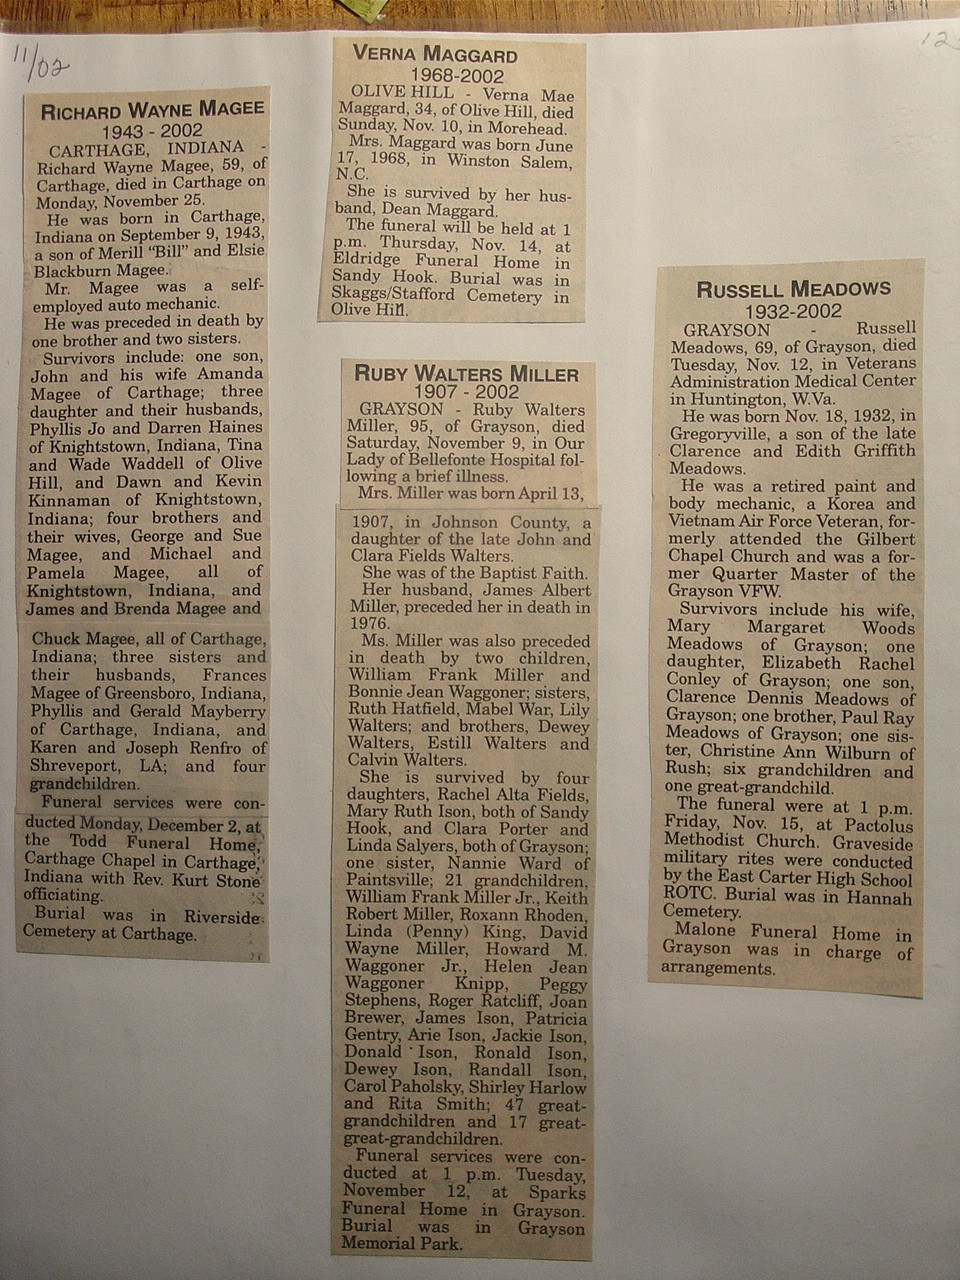 11/02
RICHARD WAYNE MAGEE
1943 - 2002
CARTHAGE, INDIANA -
Richard Wayne Magee, 59, of
Carthage, died in Carthage on
Monday, November 25.
He was born in Carthage,
Indiana on September 9, 1943,
a son of Merill "Bill" and Elsie
Blackburn Magee.
Mr. Magee was a self-
employed auto mechanic.
He was preceded in death by
one brother and two sisters.
Survivors include: one son,
John and his wife Amanda
Magee of Carthage; three
daughter and their husbands,
Phyllis Jo and Darren Haines
of Knightstown, Indiana, Tina
and Wade Waddell of Olive
Hill, and Dawn and Kevin
Kinnaman of Knightstown,
Indiana; four brothers and
their wives, George and Sue
Magee, and Michael and
Pamela Magee, all of
Knightstown, Indiana, and
James and Brenda Magee and
Chuck Magee, all of Carthage,
Indiana; three sisters and
their husbands, Frances
Magee of Greensboro, Indiana,
Phyllis and Gerald Mayberry
of Carthage, Indiana, and
Karen and Joseph Renfro of
Shreveport, LA; and four
grandchildren.
Funeral services were con-
ducted Monday, December 2, at
the Todd Funeral Home,
Carthage Chapel in Carthage,
Indiana with Rev. Kurt Stone
officiating.
Burial was in Riverside
Cemetery at Carthage.
VERNA MAGGARD
1968-2002
OLIVE HILL - Verna Mae
Maggard, 34, of Olive Hill, died
Sunday, Nov. 10, in Morehead.
Mrs. Maggard was born June
17, 1968, in Winston Salem,
N.C.
She is survived by her hus-
band, Dean Maggard.
The funeral will be held at 1
p.m. Thursday, Nov. 14, at
Eldridge Funeral Home in
Sandy Hook. Burial was in
Skaggs/Stafford Cemetery in
Olive Hill.
RUBY WALTERS MILLER
1907 - 2002
GRAYSON - Ruby Walters
Miller, 95, of Grayson, died
Saturday, November 9, in Our
Lady of Bellefonte Hospital fol-
lowing a brief illness.
Mrs. Miller was born April 13,
1907, in Johnson County, a
daughter of the late John and
Clara Fields Walters.
She was of the Baptist Faith.
Her husband, James Albert
Miller, preceded her in death in
1976.
Ms. Miller was also preceded
in death by two children,
William Frank Miller and
Bonnie Jean Waggoner; sisters,
Ruth Hatfield, Mabel War, Lily
Walters; and brothers, Dewey
Walters, Estill Walters and
Calvin Walters.
She is survived by four
daughters, Rachel Alta Fields,
Mary Ruth Ison, both of Sandy
Hook, and Clara Porter and
Linda Salyers, both of Grayson;
one sister, Nannie Ward of
Paintsville; 21 grandchildren,
William Frank Miller Jr., Keith
Robert Miller, Roxann Rhoden,
Linda (Penny) King, David
Wayne Miller, Howard M.
Waggoner Jr., Helen Jean
Waggoner Knipp, Peggy
Stephens, Roger Ratcliff, Joan
Brewer, James Ison, Patricia
Gentry, Arie Ison, Jackie Ison,
Donald Ison, Ronald Ison,
Dewey Ison, Randall Ison,
Carol Paholsky, Shirley Harlow
and Rita Smith; 47 great-
grandchildren and 17 great-
great-grandchildren.
Funeral services were con-
ducted at 1 p.m. Tuesday,
November 12, at Sparks
Funeral Home in Grayson.
Burial was in Grayson
Memorial Park.
RUSSELL MEADOWS
1932-2002
GRAYSON - Russell
Meadows, 69, of Grayson, died
Tuesday, Nov. 12, in Veterans
Administration Medical Center
in Huntington, W.Va.
He was born Nov. 18, 1932, in
Gregoryville, a son of the late
Clarence and Edith Griffith
Meadows.
He was a retired paint and
body mechanic, a Korea and
Vietnam Air Force Veteran, for-
merly attended the Gilbert
Chapel Church and was a for-
mer Quarter Master of the
Grayson VFW.
Survivors include his wife,
Mary Margaret Woods
Meadows of Grayson; one
daughter, Elizabeth Rachel
Conley of Grayson; one son,
Clarence Dennis Meadows of
Grayson; one brother, Paul Ray
Meadows of Grayson; one sis-
ter, Christine Ann Wilburn of
Rush; six grandchildren and
one great-grandchild.
The funeral were at 1 p.m.
Friday, Nov. 15, at Pactolus
Methodist Church. Graveside
military rites were conducted
by the East Carter High School
ROTC. Burial was in Hannah
Cemetery.
Malone Funeral Home in
Grayson was in charge of
arrangements.